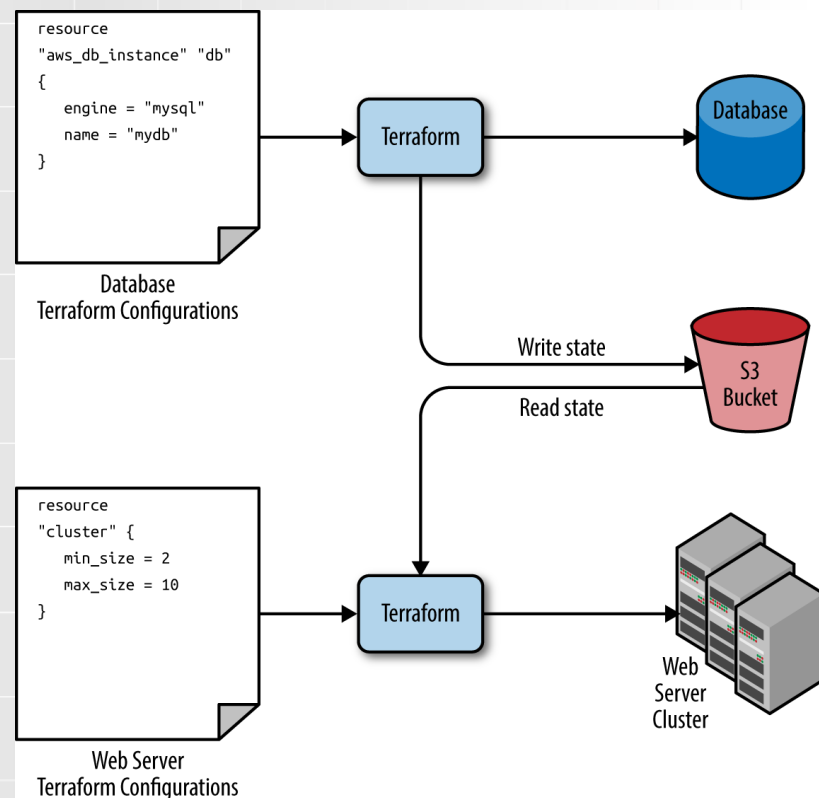 resource
"aws_db_instance" "db"
{
engine = "mysql"
name = "mydb"
}
Database
Terraform Configurations
Terraform
Database
Write state
Read state
S3
Bucket
resource
"cluster" {
min_size = 2
max_size = 10
}
Web Server
Terraform Configurations
Terraform
Web
Server
Cluster